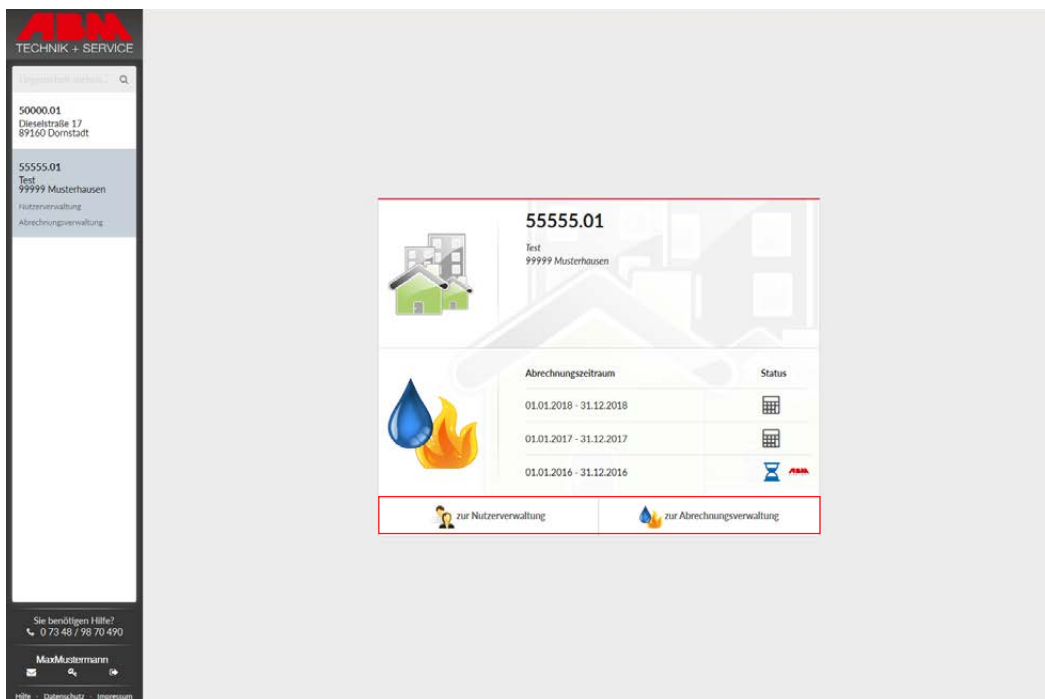 ABM
TECHNIK + SERVICE
Liegenschaft suchen...
50000.01
Dieselstraße 17
89160 Dornstadt
55555.01
Test
99999 Musterhausen
Nutzerverwaltung
Abrechnungsverwaltung
55555.01
Test
99999 Musterhausen
Abrechnungszeitraum Status
01.01.2018 - 31.12.2018
01.01.2017 - 31.12.2017
01.01.2016 - 31.12.2016 ABM
zur Nutzerverwaltung zur Abrechnungsverwaltung
Sie benötigen Hilfe?
0 73 48 / 98 70 490
MaxMustermann
Hilfe - Datenschutz - Impressum